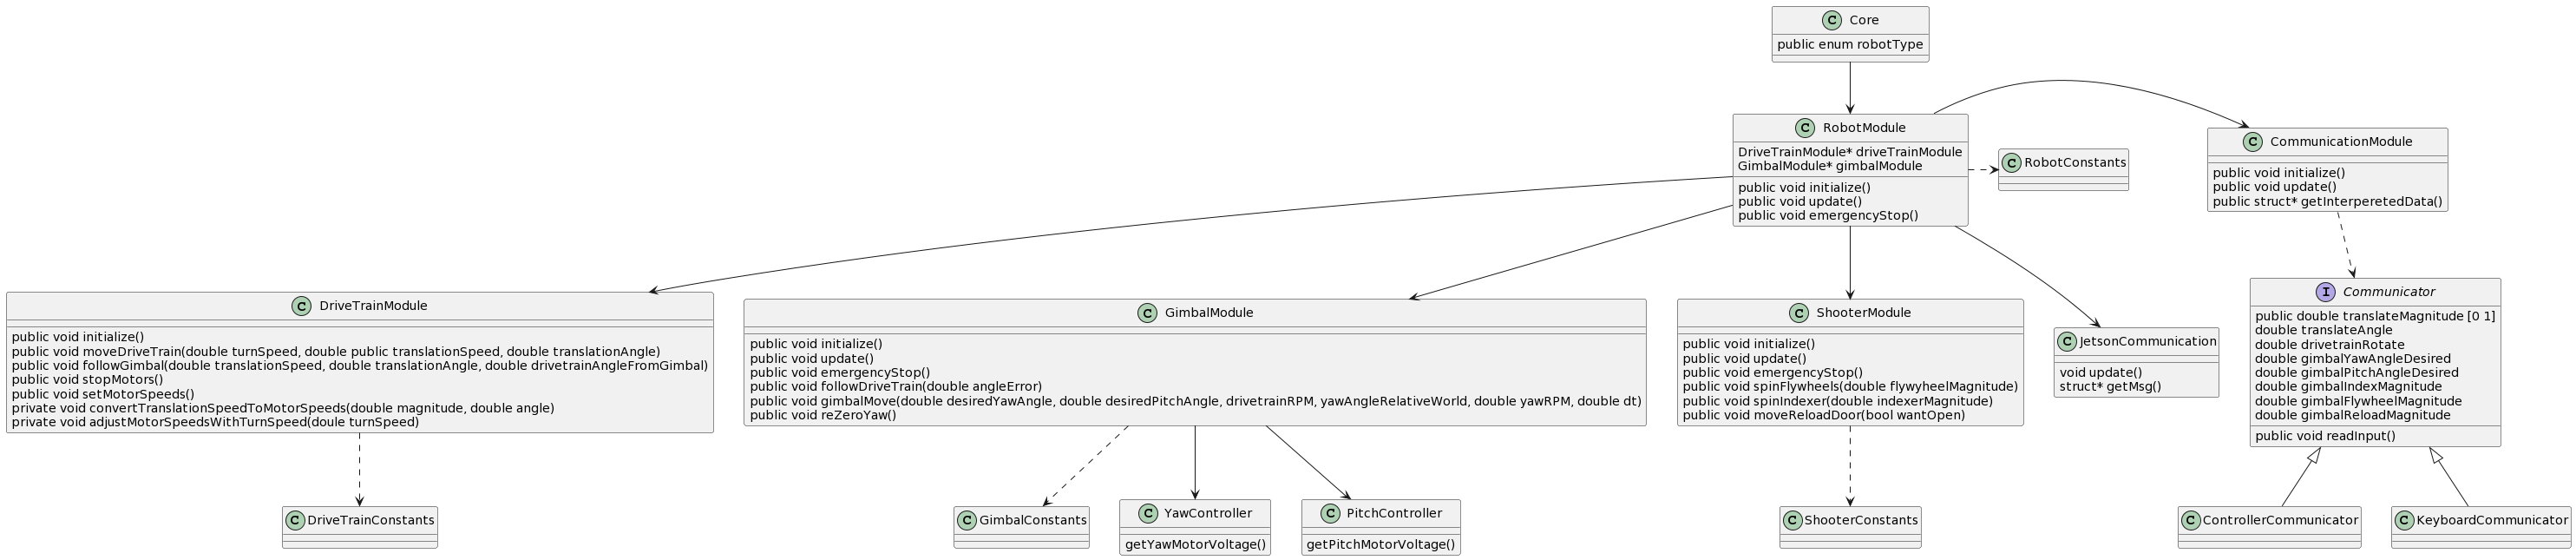 C Core
public enum robotType
C RobotModule
DriveTrainModule* driveTrainModule
GimbalModule* gimbalModule
public void initialize()
public void update()
public void emergencyStop()
C RobotConstants
C CommunicationModule
public void initialize()
public void update()
public struct* getInterperetedData()
C DriveTrainModule
public void initialize()
public void moveDriveTrain(double turnSpeed, double public translationSpeed, double translationAngle)
public void followGimbal(double translationSpeed, double translationAngle, double drivetrainAngleFromGimbal)
public void stopMotors()
public void setMotorSpeeds()
private void convertTranslationSpeedToMotorSpeeds(double magnitude, double angle)
private void adjustMotorSpeedsWithTurnSpeed(doule turnSpeed)
C GimbalModule
public void initialize()
public void update()
public void emergencyStop()
public void followDriveTrain(double angleError)
public void gimbalMove(double desiredYawAngle, double desiredPitchAngle, drivetrainRPM, yawAngleRelativeWorld, double yawRPM, double dt)
public void reZeroYaw()
C ShooterModule
public void initialize()
public void update()
public void emergencyStop()
public void spinFlywheels(double flywyheelMagnitude)
public void spinIndexer(double indexerMagnitude)
public void moveReloadDoor(bool wantOpen)
C JetsonCommunication
void update()
struct* getMsg()
I Communicator
public double translateMagnitude [0 1]
double translateAngle
double drivetrainRotate
double gimbalYawAngleDesired
double gimbalPitchAngleDesired
double gimbalIndexMagnitude
double gimbalFlywheelMagnitude
double gimbalReloadMagnitude
public void readInput()
C DriveTrainConstants
C GimbalConstants
C YawController
getYawMotorVoltage()
C PitchController
getPitchMotorVoltage()
C ShooterConstants
C ControllerCommunicator
C KeyboardCommunicator